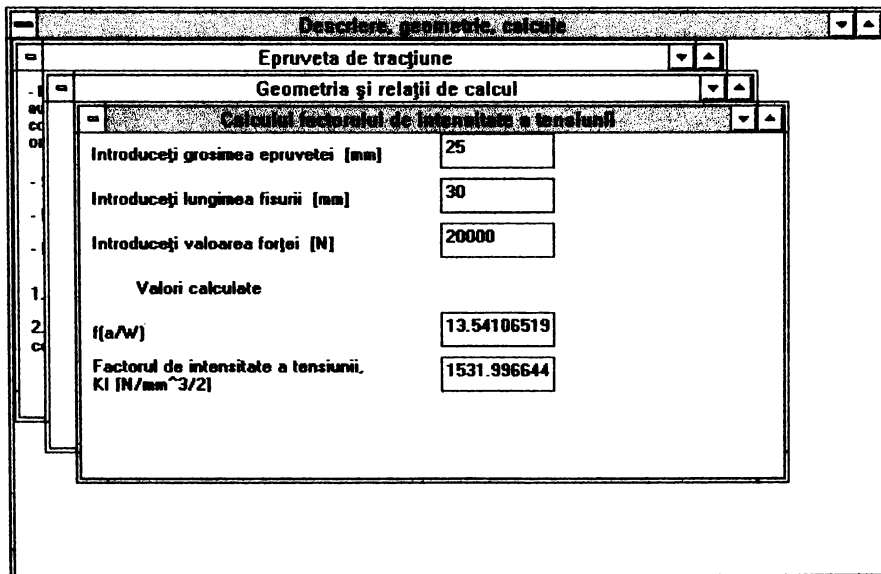 Descriere, geometrie, calcule
Epruveta de tracţiune
Geometria şi relaţii de calcul
Calculul factorului de intensitate a tensiunii
Introduceţi grosimea epruvetei [mm]
25
Introduceţi lungimea fisurii [mm]
30
Introduceţi valoarea forţei [N]
20000
Valori calculate
f(a/W)
13.54106519
Factorul de intensitate a tensiunii,
KI [N/mm^3/2]
1531.996644
1.
2.